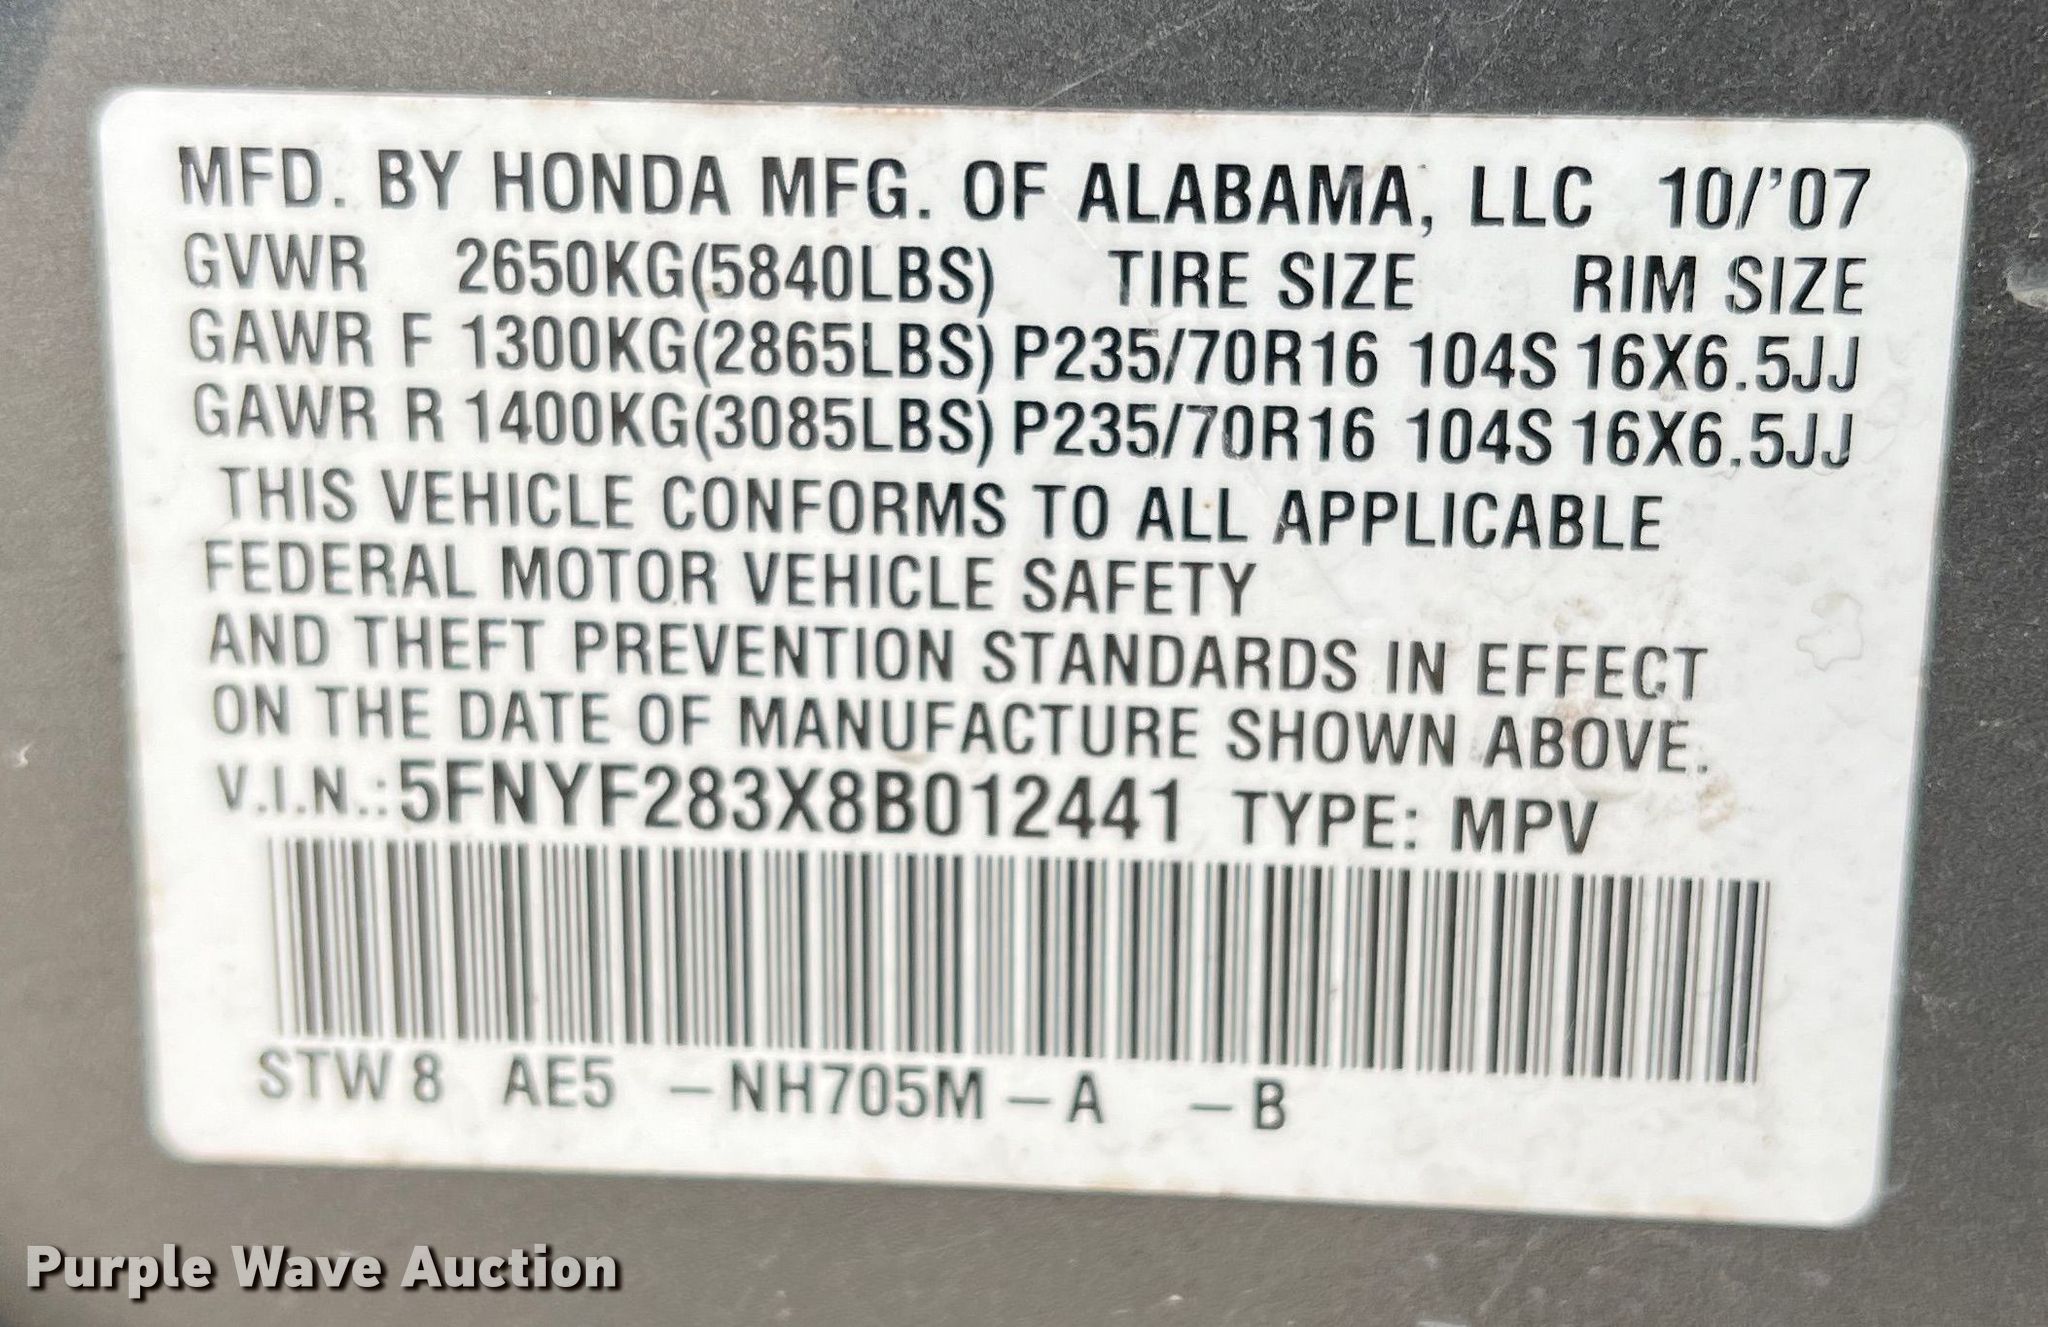 MFD. BY HONDA MFG. OF ALABAMA, LLC 10/'07
GVWR 2650KG(5840LBS) TIRE SIZE RIM SIZE
GAWR F 1300KG(2865LBS) P235/70R16 104S 16X6.5JJ
GAWR R 1400KG(3085LBS) P235/70R16 104S 16X6.5JJ
THIS VEHICLE CONFORMS TO ALL APPLICABLE
FEDERAL MOTOR VEHICLE SAFETY
AND THEFT PREVENTION STANDARDS IN EFFECT
ON THE DATE OF MANUFACTURE SHOWN ABOVE.
V.I.N.:5FNYF283X8B012441 TYPE: MPV
STW 8 AE5 -NH705M-A -B
Purple Wave Auction